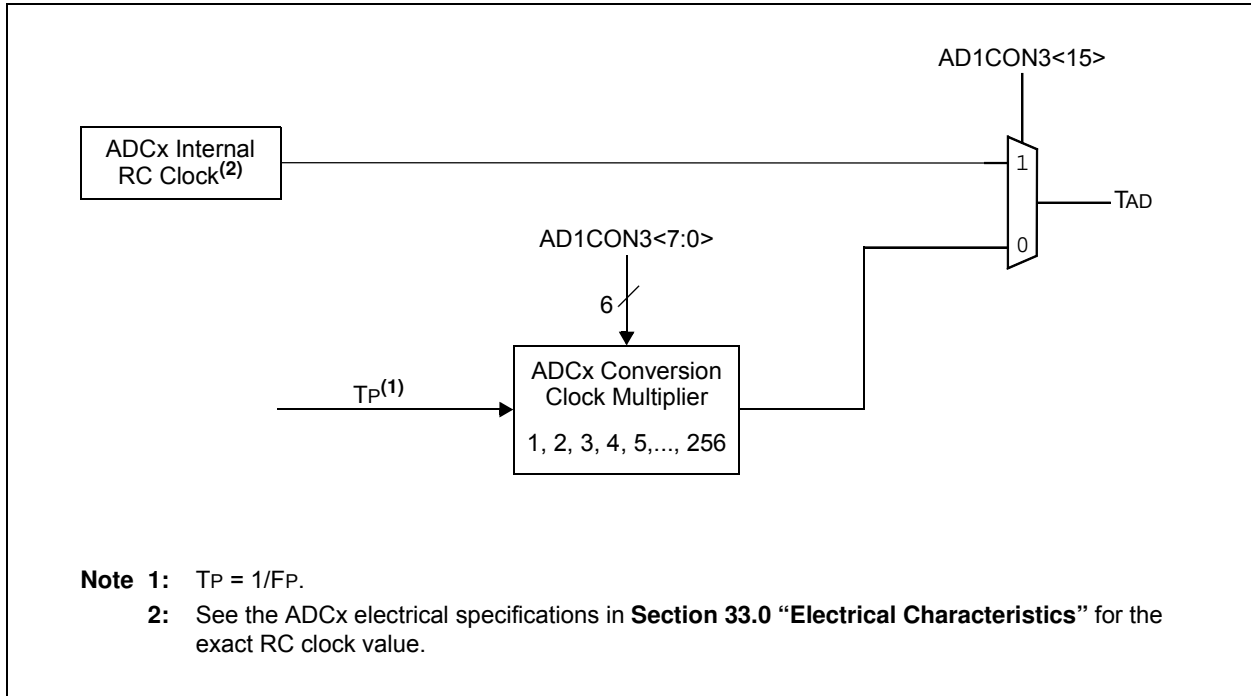 AD1CON3<15>
ADCx Internal
RC Clock(2)
1
TAD
0
AD1CON3<7:0>
6
TP(1)
ADCx Conversion
Clock Multiplier
1, 2, 3, 4, 5,..., 256
Note 1: TP = 1/FP.
2: See the ADCx electrical specifications in Section 33.0 “Electrical Characteristics” for the
exact RC clock value.